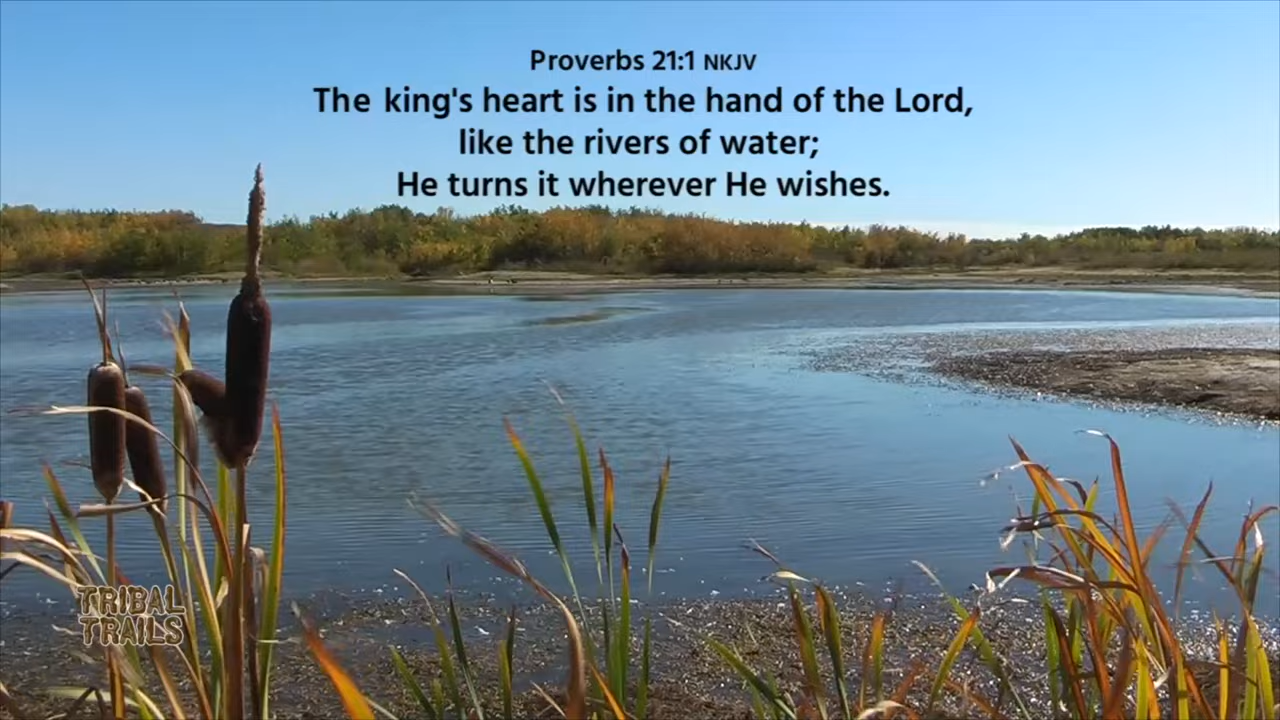 Proverbs 21:1 NKJV
The king's heart is in the hand of the Lord,
like the rivers of water;
He turns it wherever He wishes.
TRIBAL
TRAILS